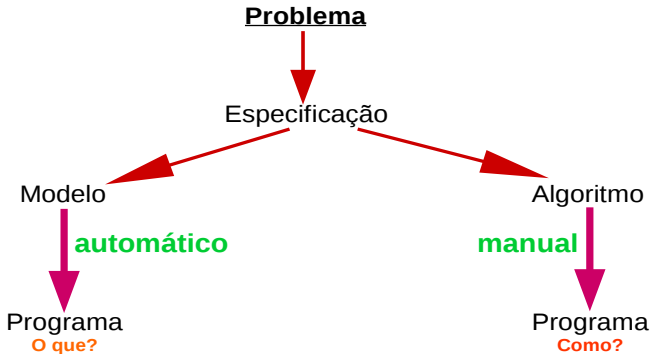 Problema
Especificação
Modelo
Algoritmo
automático
manual
Programa
O que?
Programa
Como?